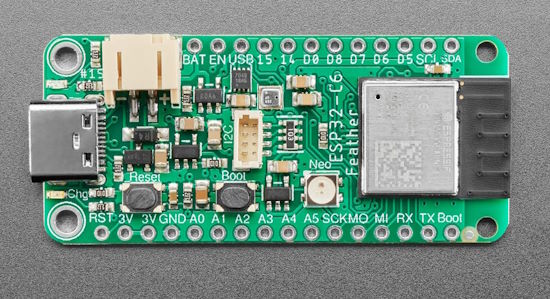 BAT EN USB 15 14 D0 D8 D7 D6 D5 SCL SDA
I2C
103
ESP32-C6
Feather
Neo
Reset
Boot
Chg
RST 3V 3V GND A0 A1 A2 A3 A4 A5 SCK MO MI RX TX Boot